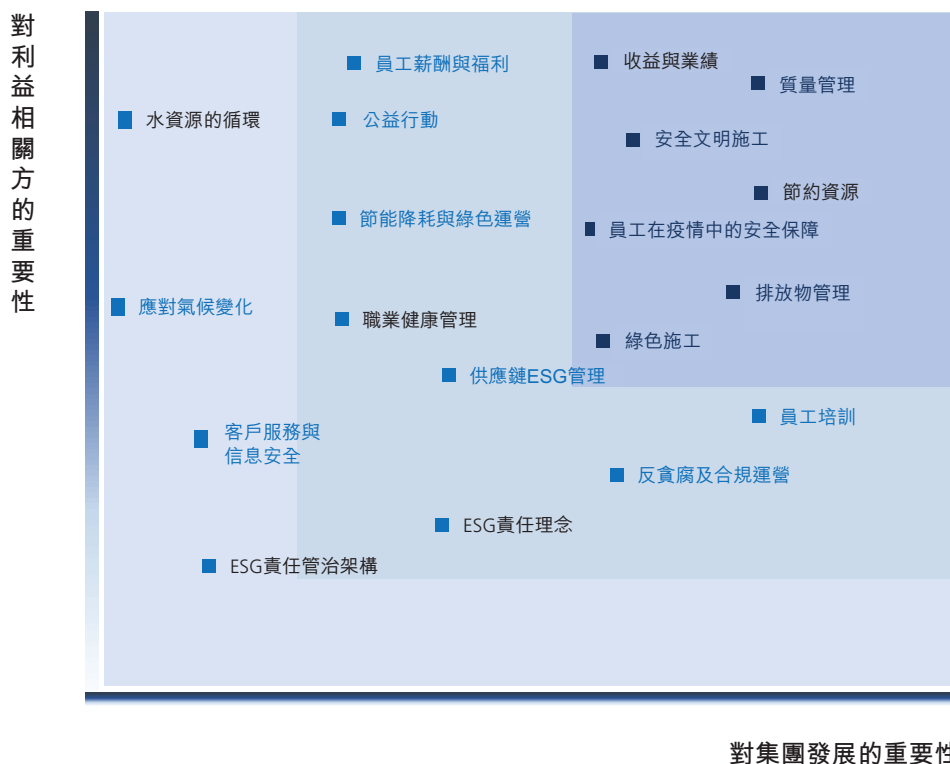 對利益相關方的重要性
員工薪酬與福利
收益與業績
質量管理
水資源的循環
公益行動
安全文明施工
節約資源
節能降耗與綠色運營
員工在疫情中的安全保障
排放物管理
應對氣候變化
職業健康管理
綠色施工
供應鏈ESG管理
員工培訓
客戶服務與
信息安全
反貪腐及合規運營
ESG責任理念
ESG責任管治架構
對集團發展的重要性